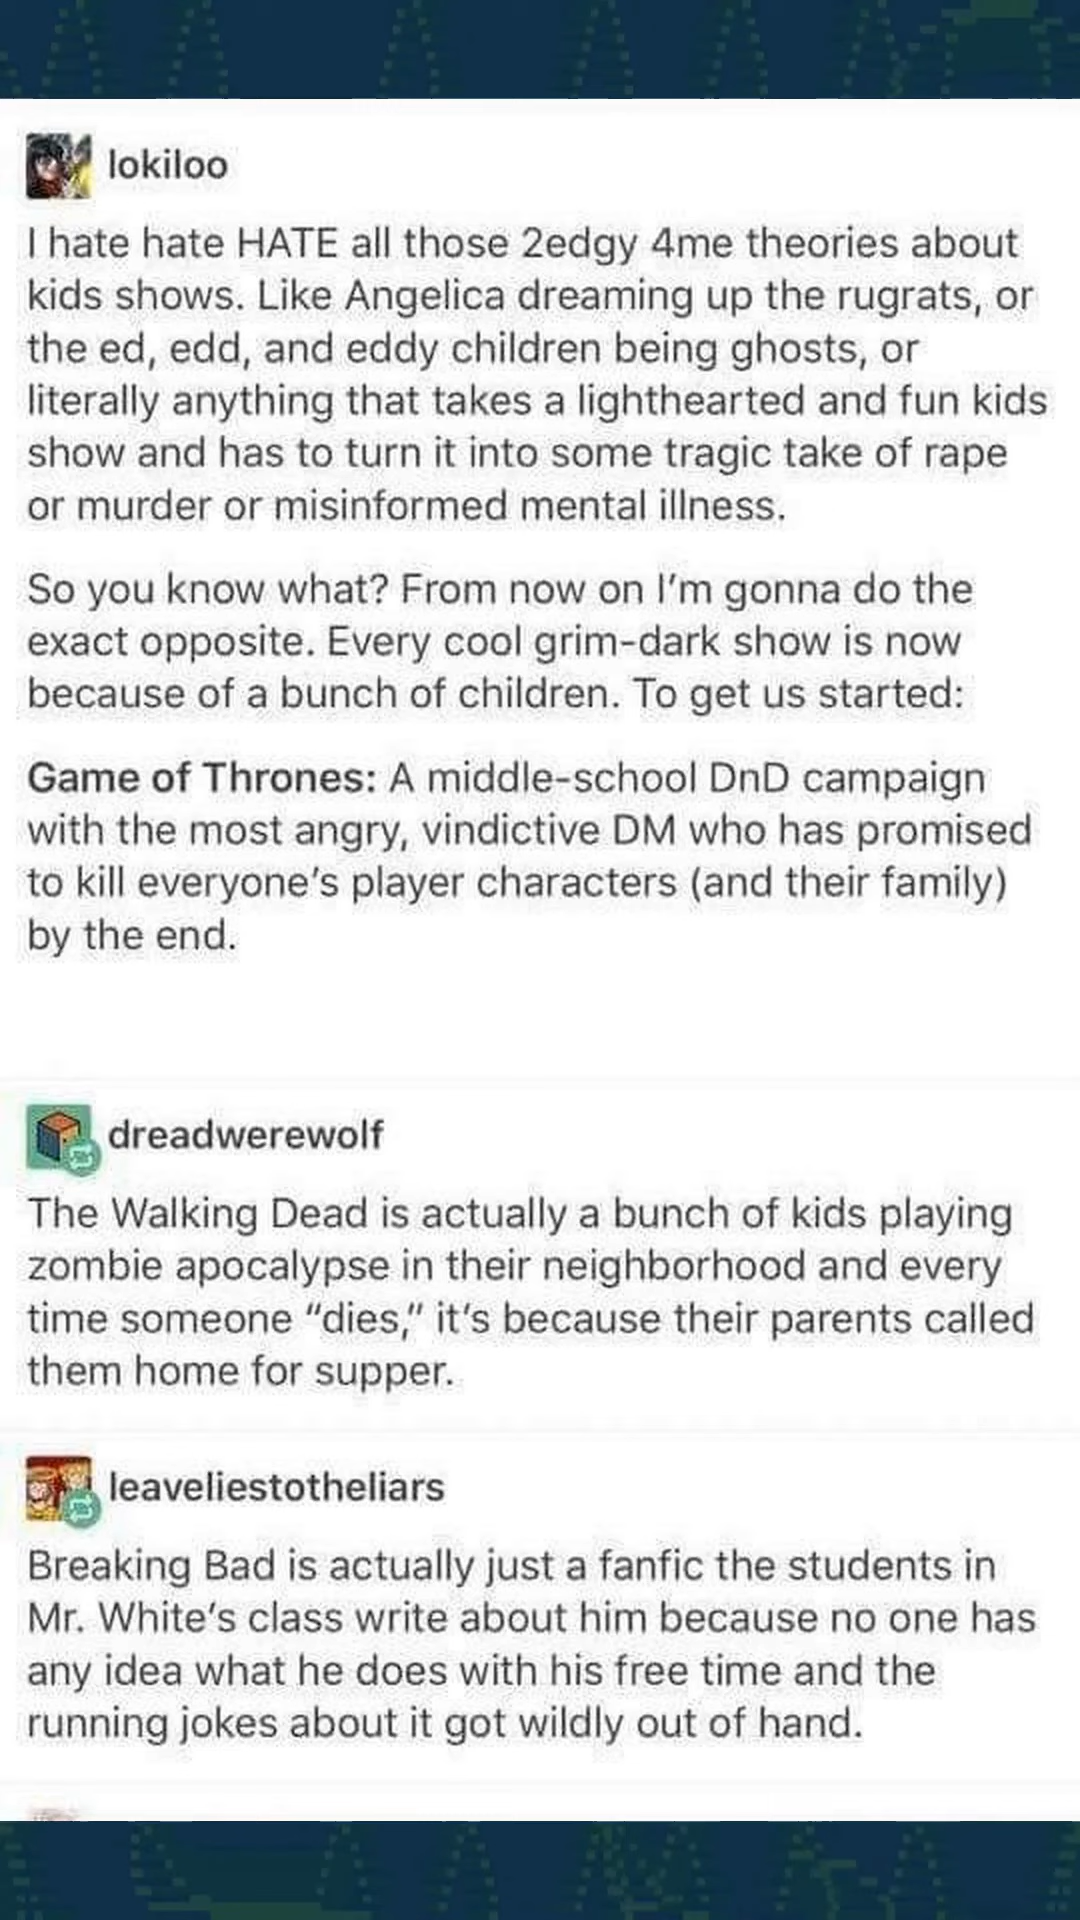 lokiloo
I hate hate HATE all those 2edgy 4me theories about
kids shows. Like Angelica dreaming up the rugrats, or
the ed, edd, and eddy children being ghosts, or
literally anything that takes a lighthearted and fun kids
show and has to turn it into some tragic take of rape
or murder or misinformed mental illness.
So you know what? From now on I'm gonna do the
exact opposite. Every cool grim-dark show is now
because of a bunch of children. To get us started:
Game of Thrones: A middle-school DnD campaign
with the most angry, vindictive DM who has promised
to kill everyone's player characters (and their family)
by the end.
dreadwerewolf
The Walking Dead is actually a bunch of kids playing
zombie apocalypse in their neighborhood and every
time someone "dies," it's because their parents called
them home for supper.
leaveliestotheliars
Breaking Bad is actually just a fanfic the students in
Mr. White's class write about him because no one has
any idea what he does with his free time and the
running jokes about it got wildly out of hand.